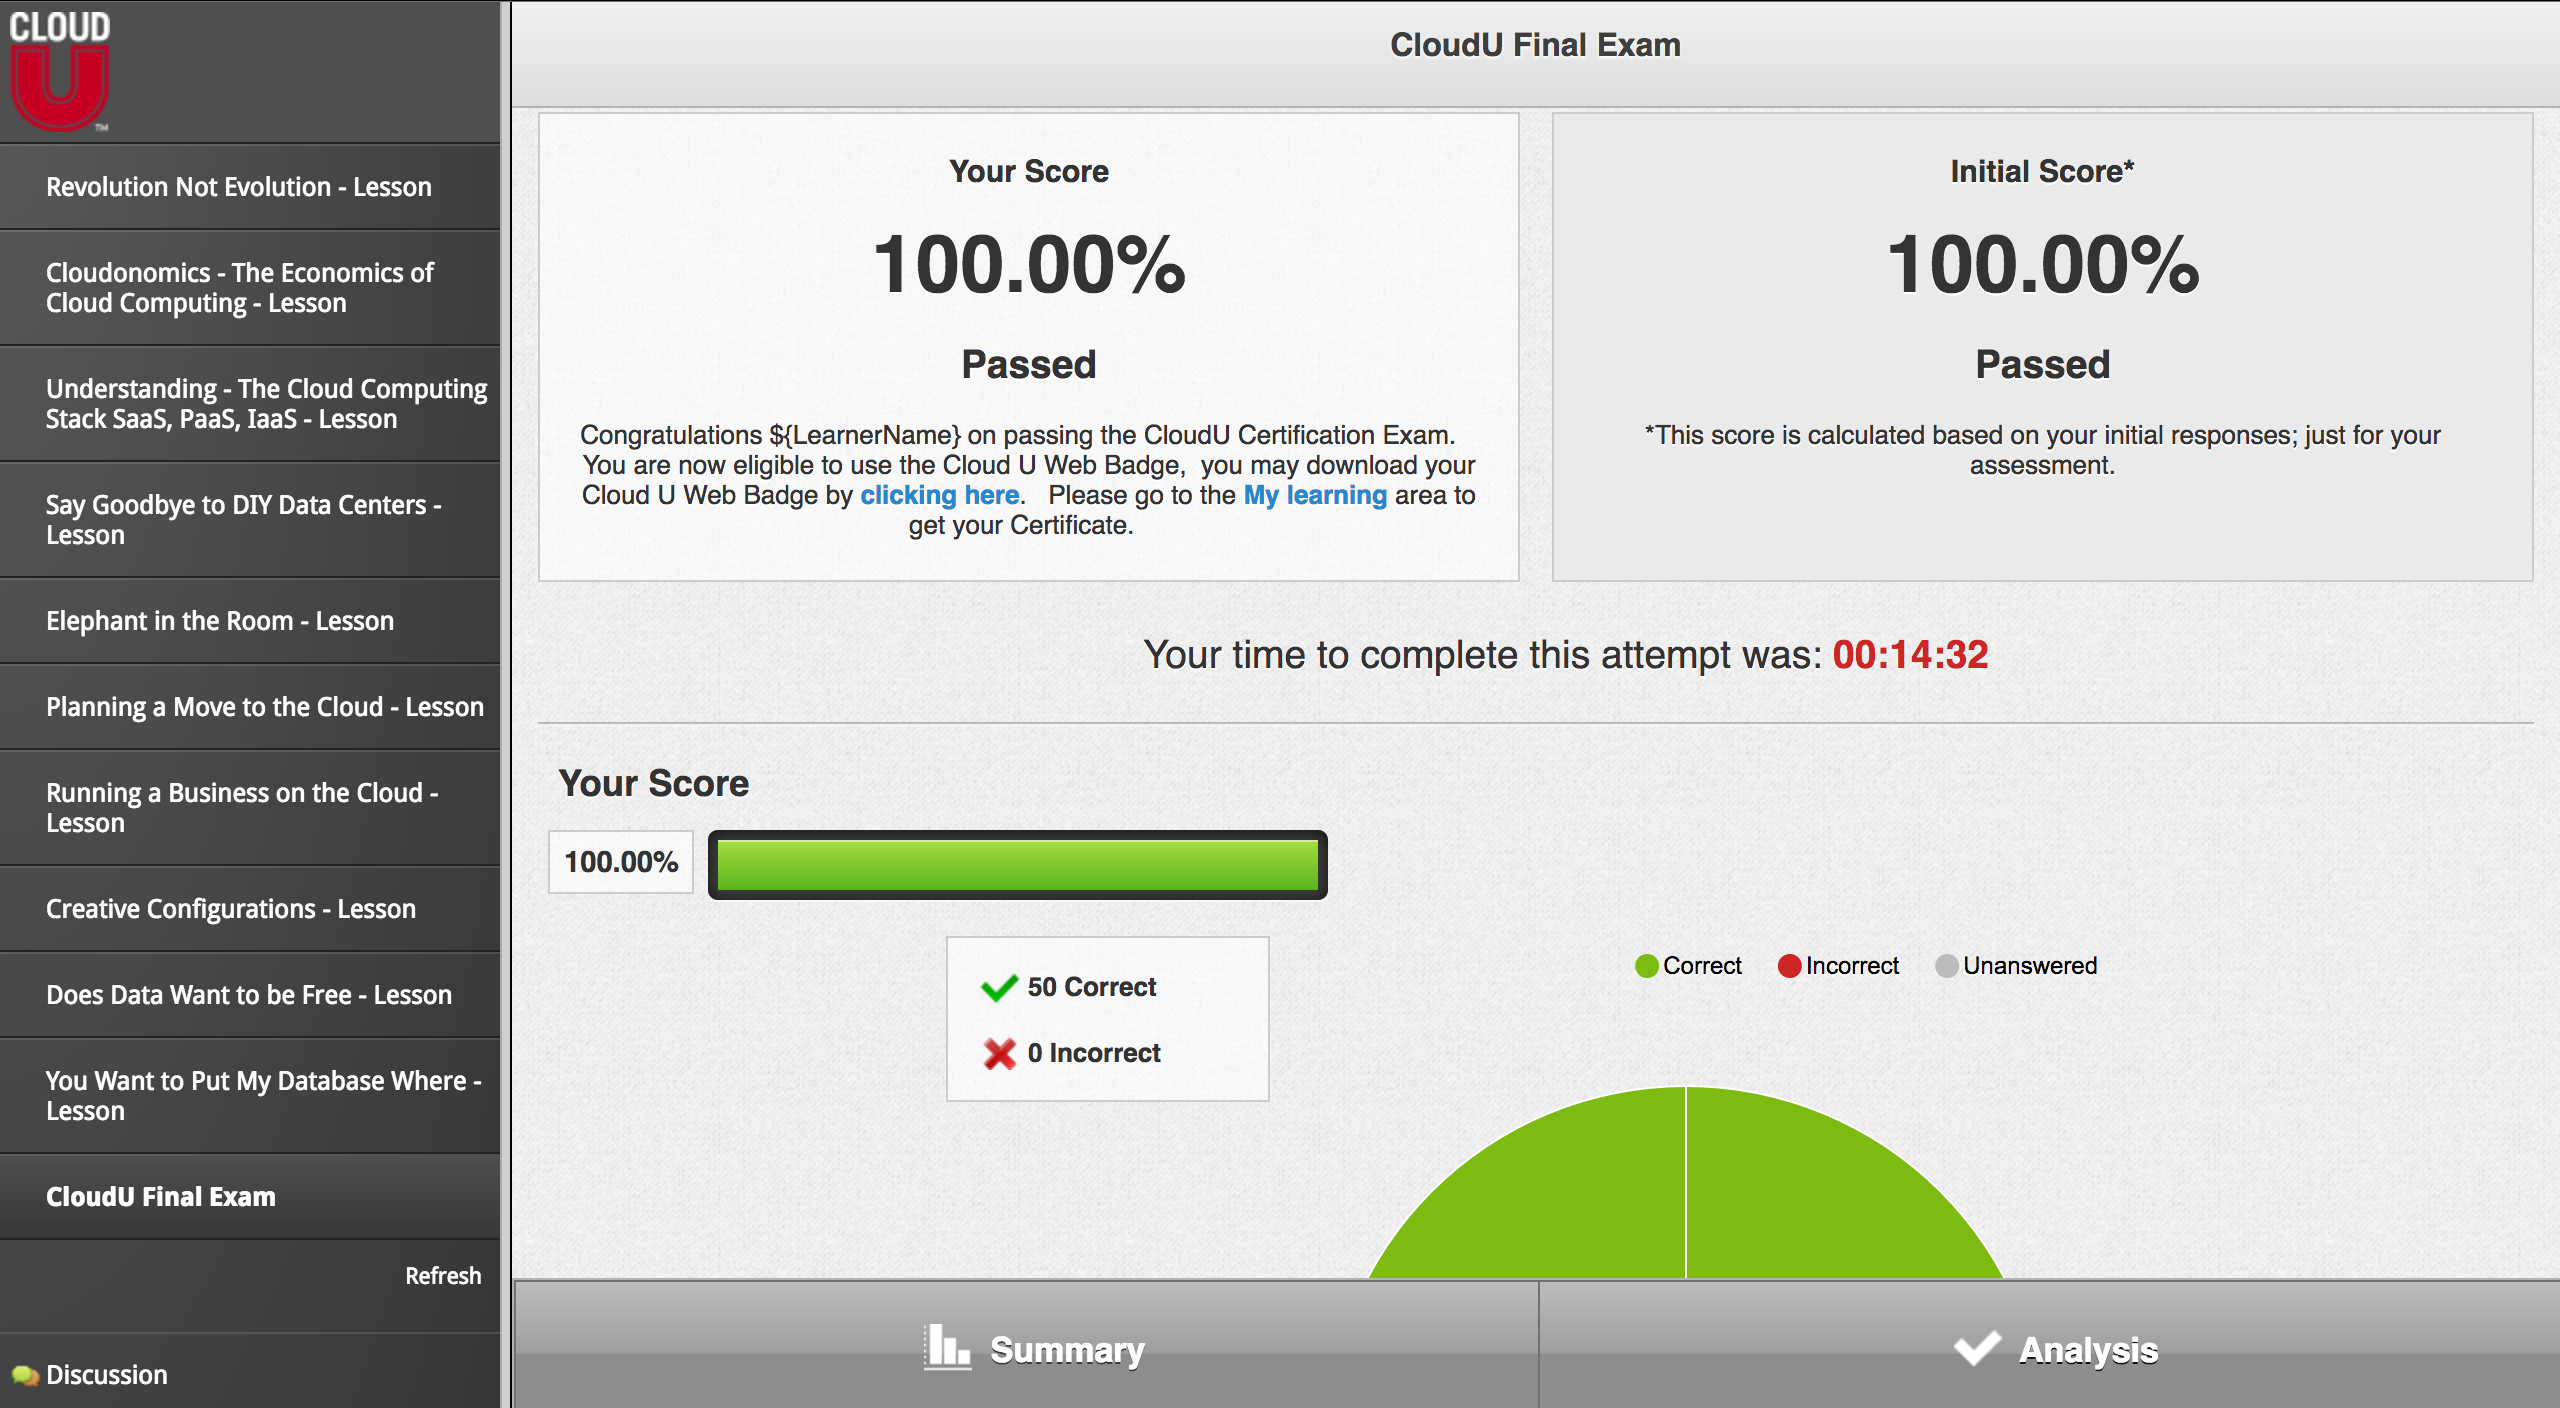 CLOUD
U
TM
Revolution Not Evolution - Lesson
Cloudonomics - The Economics of
Cloud Computing - Lesson
Understanding - The Cloud Computing
Stack SaaS, PaaS, IaaS - Lesson
Say Goodbye to DIY Data Centers -
Lesson
Elephant in the Room - Lesson
Planning a Move to the Cloud - Lesson
Running a Business on the Cloud -
Lesson
Creative Configurations - Lesson
Does Data Want to be Free - Lesson
You Want to Put My Database Where -
Lesson
CloudU Final Exam
Refresh
Discussion
CloudU Final Exam
Your Score
100.00%
Passed
Congratulations ${LearnerName} on passing the CloudU Certification Exam.
You are now eligible to use the Cloud U Web Badge,  you may download your
Cloud U Web Badge by clicking here.   Please go to the My learning area to
get your Certificate.
Initial Score*
100.00%
Passed
*This score is calculated based on your initial responses; just for your
assessment.
Your time to complete this attempt was: 00:14:32
Your Score
100.00%
50 Correct
0 Incorrect
Correct Incorrect Unanswered
Summary
Analysis